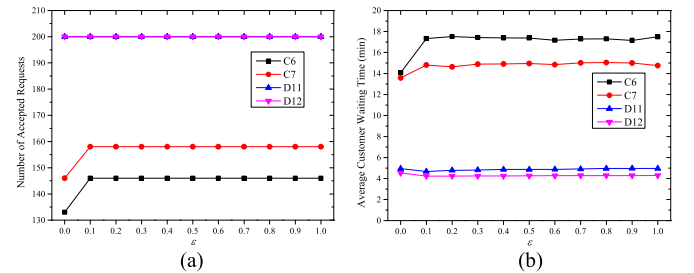 Number of Accepted Requests
200
190
180
170
160
150
140
130
C6
C7
D11
D12
0.0 0.1 0.2 0.3 0.4 0.5 0.6 0.7 0.8 0.9 1.0
ε
(a)
Average Customer Waiting Time (min)
20
18
16
14
12
10
8
6
4
2
0
C6
C7
D11
D12
0.0 0.1 0.2 0.3 0.4 0.5 0.6 0.7 0.8 0.9 1.0
ε
(b)